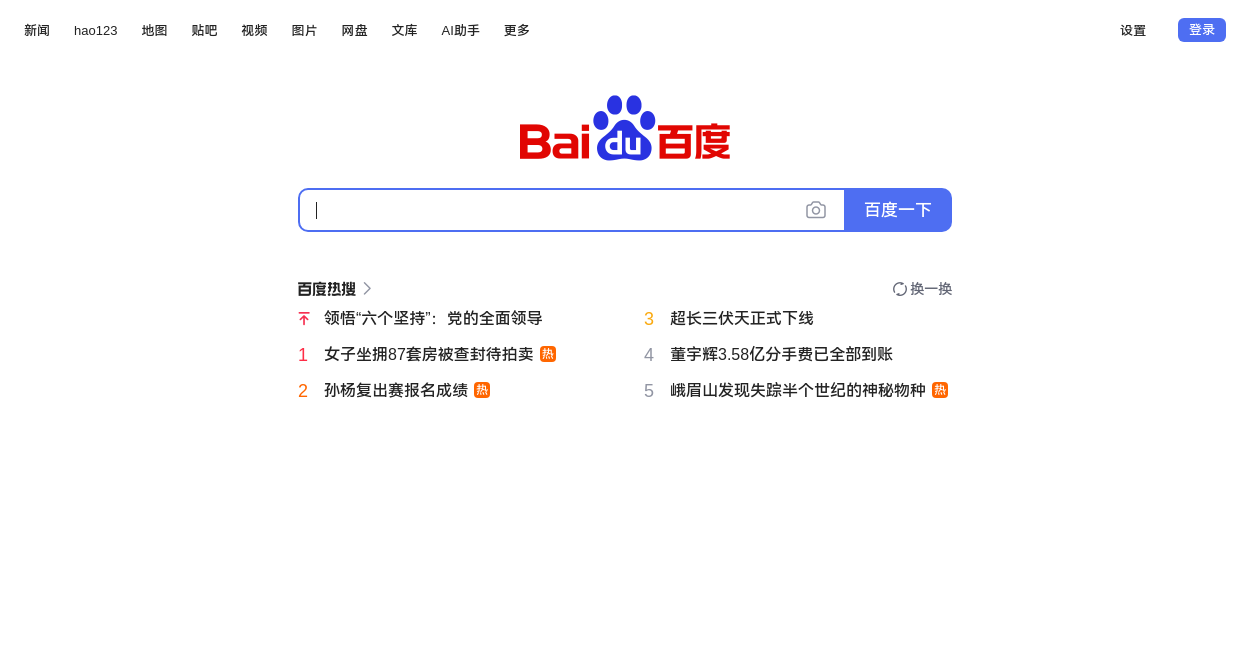 新闻 hao123 地图 贴吧 视频 图片 网盘 文库 AI助手 更多 设置 登录
Bai du 百度
百度一下
百度热搜 换一换
领悟“六个坚持”：党的全面领导
1 女子坐拥87套房被查封待拍卖 热
2 孙杨复出赛报名成绩 热
3 超长三伏天正式下线
4 董宇辉3.58亿分手费已全部到账
5 峨眉山发现失踪半个世纪的神秘物种 热